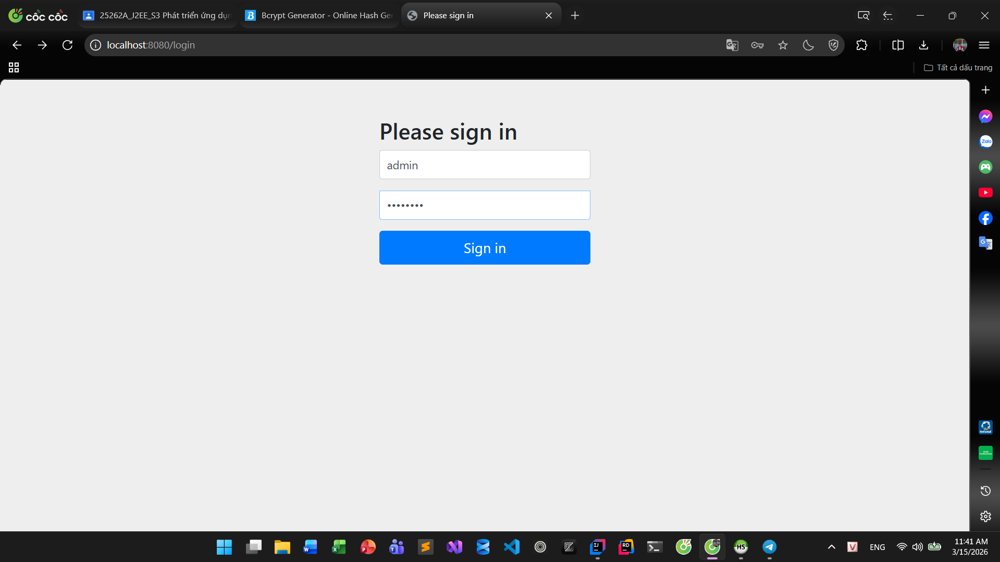 cốc cốc
25262A_J2EE_S3 Phát triển ứng dụn
Bcrypt Generator - Online Hash Ger
Please sign in
localhost:8080/login
Tất cả dấu trang
Please sign in
admin
••••••••
Sign in
Zalo
ENG
11:41 AM
3/15/2026